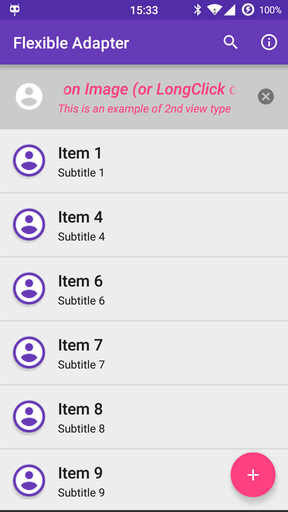 15:33
100%
Flexible Adapter
on Image (or LongClick
This is an example of 2nd view type
Item 1
Subtitle 1
Item 4
Subtitle 4
Item 6
Subtitle 6
Item 7
Subtitle 7
Item 8
Subtitle 8
Item 9
Subtitle 9